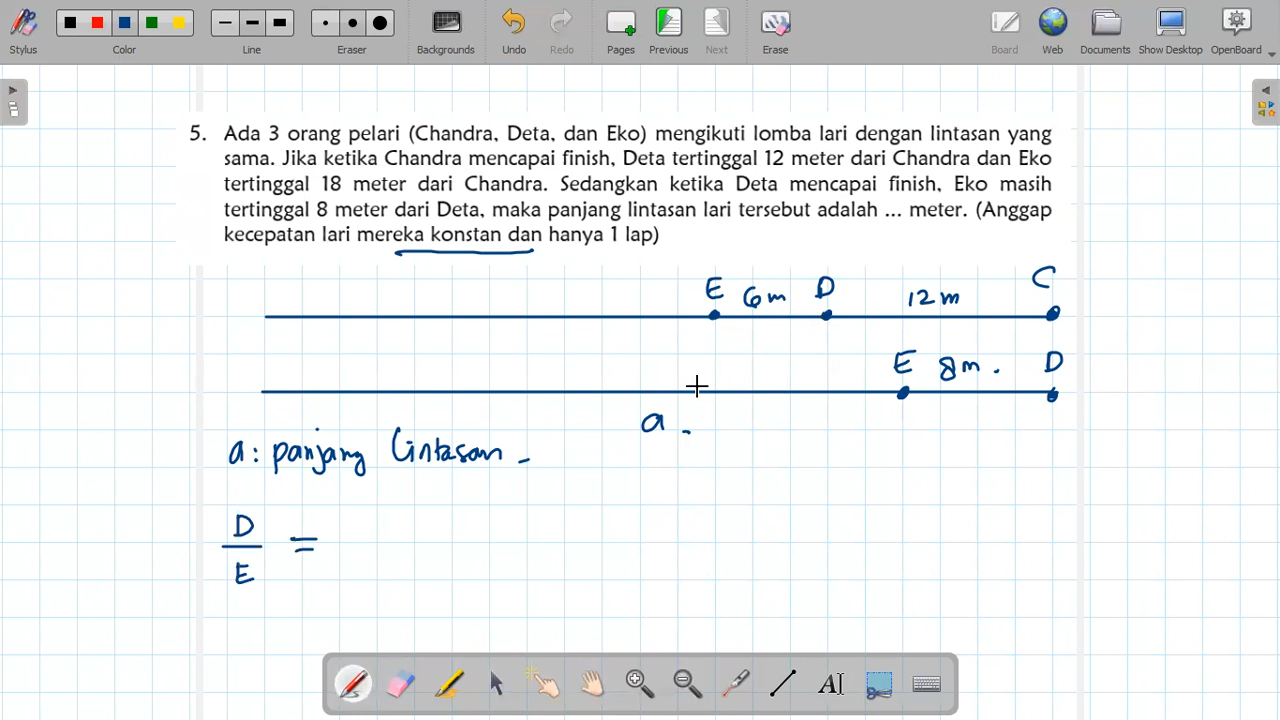 Stylus Color Line Eraser Backgrounds Undo Redo Pages Previous Next Erase Board Web Documents Show Desktop OpenBoard
5. Ada 3 orang pelari (Chandra, Deta, dan Eko) mengikuti lomba lari dengan lintasan yang
sama. Jika ketika Chandra mencapai finish, Deta tertinggal 12 meter dari Chandra dan Eko
tertinggal 18 meter dari Chandra. Sedangkan ketika Deta mencapai finish, Eko masih
tertinggal 8 meter dari Deta, maka panjang lintasan lari tersebut adalah ... meter. (Anggap
kecepatan lari mereka konstan dan hanya 1 lap)
E 6m D 12m C
E 8m. D
a.
a: panjang lintasan -
D
E =
AI